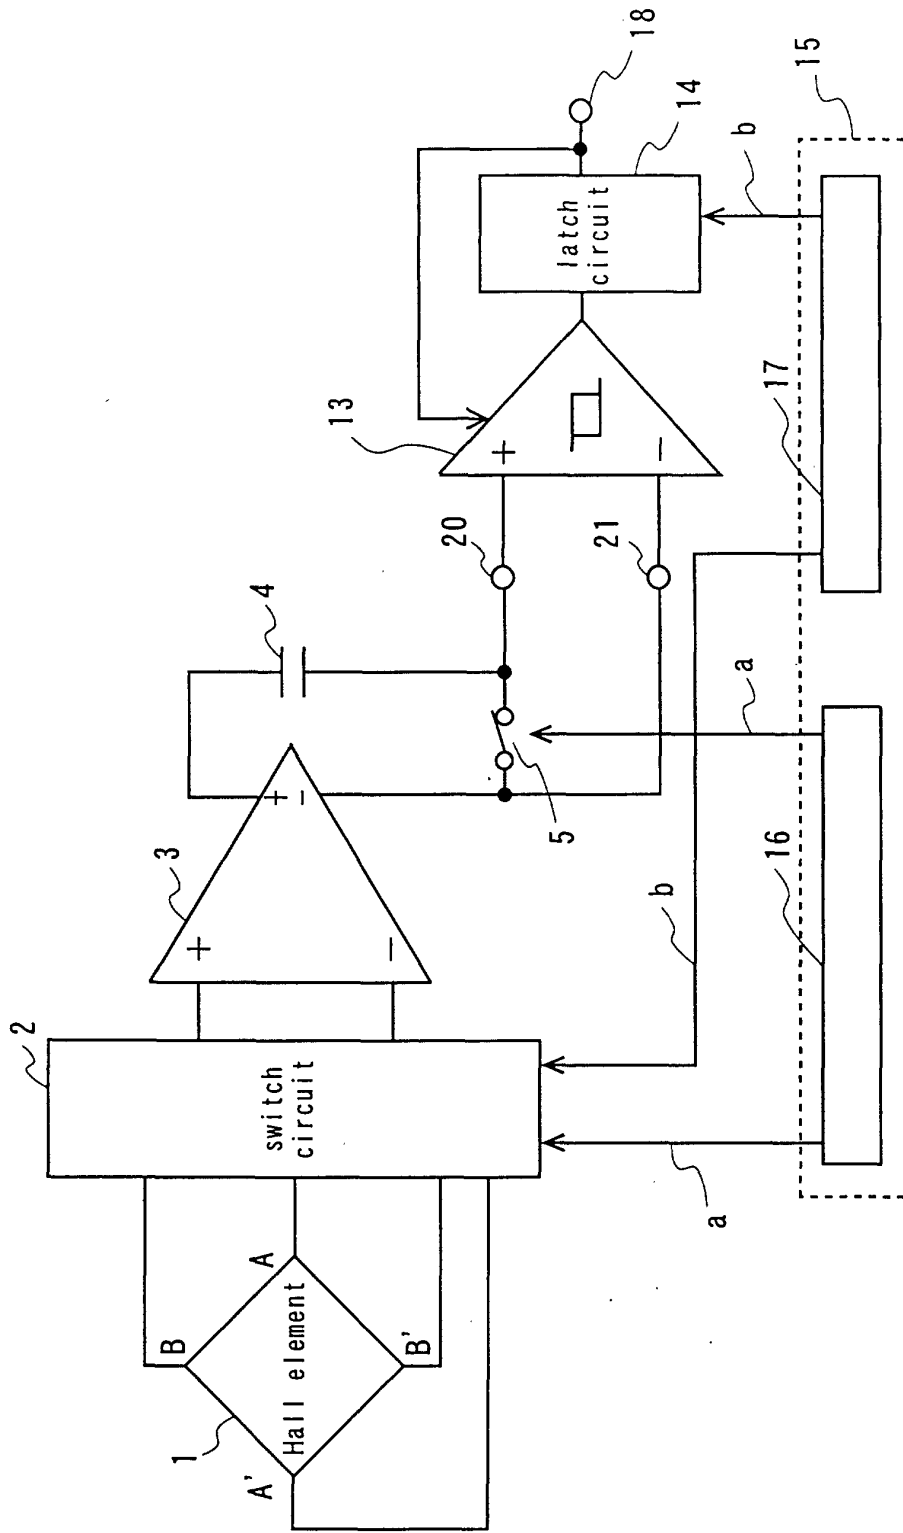 1
Hall element
A
A'
B
B'
2
switch
circuit
3
+
−
+
−
4
5
20
21
13
+
−
latch
circuit
14
18
a
b
a
b
16
17
15